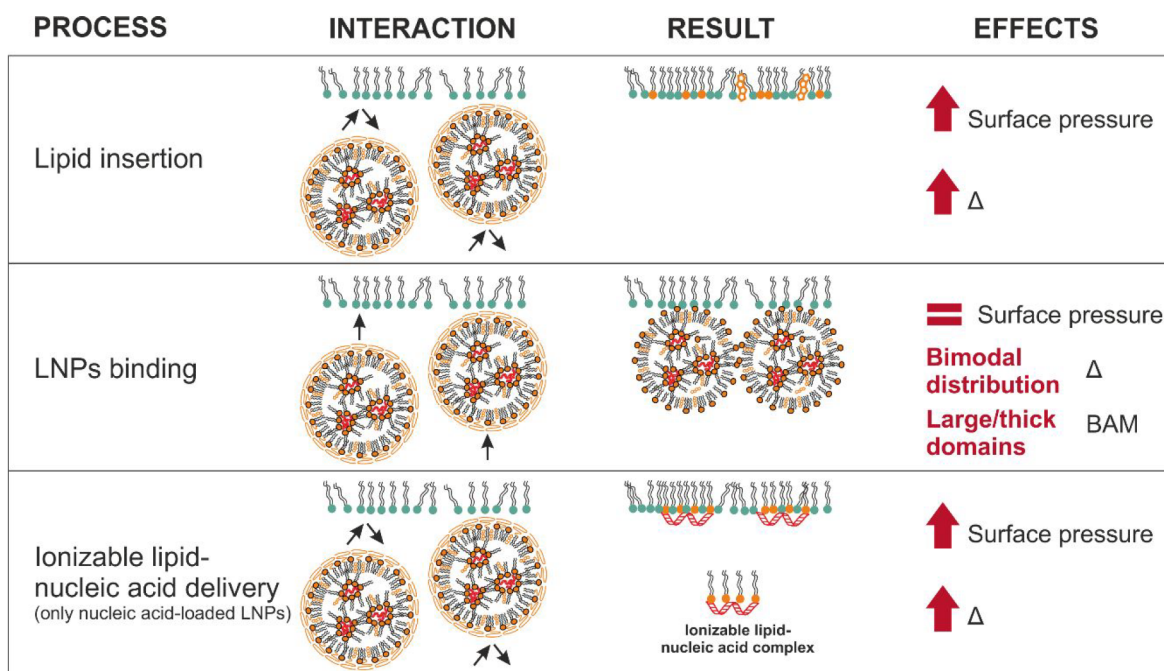 PROCESS INTERACTION RESULT EFFECTS
Lipid insertion
Surface pressure
Δ
LNPs binding
Surface pressure
Bimodal
distribution
Δ
Large/thick
domains
BAM
Ionizable lipid-
nucleic acid delivery
(only nucleic acid-loaded LNPs)
Ionizable lipid-
nucleic acid complex
Surface pressure
Δ